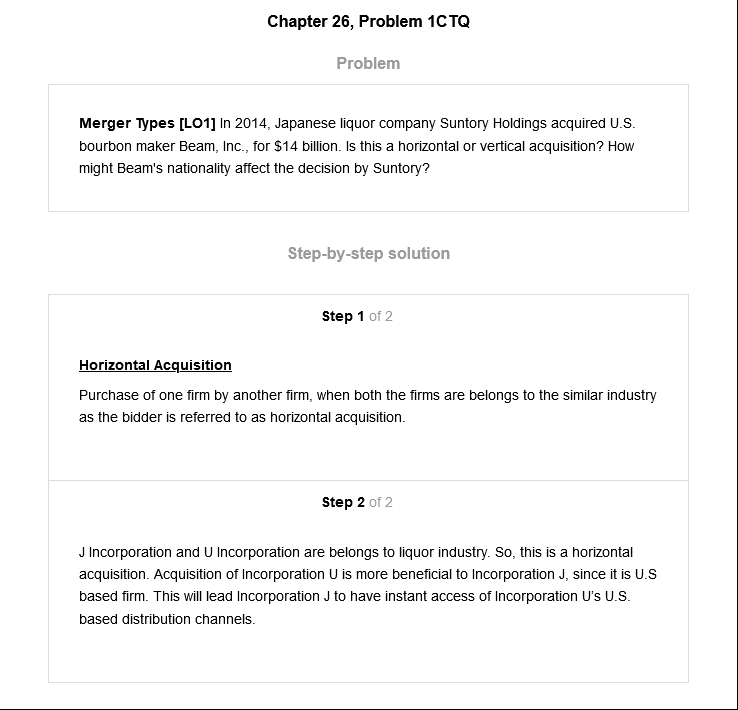 Chapter 26, Problem 1CTQ
Problem
Merger Types [LO1] In 2014, Japanese liquor company Suntory Holdings acquired U.S.
bourbon maker Beam, Inc., for $14 billion. Is this a horizontal or vertical acquisition? How
might Beam's nationality affect the decision by Suntory?
Step-by-step solution
Step 1 of 2
Horizontal Acquisition
Purchase of one firm by another firm, when both the firms are belongs to the similar industry
as the bidder is referred to as horizontal acquisition.
Step 2 of 2
J Incorporation and U Incorporation are belongs to liquor industry. So, this is a horizontal
acquisition. Acquisition of Incorporation U is more beneficial to Incorporation J, since it is U.S
based firm. This will lead Incorporation J to have instant access of Incorporation U's U.S.
based distribution channels.